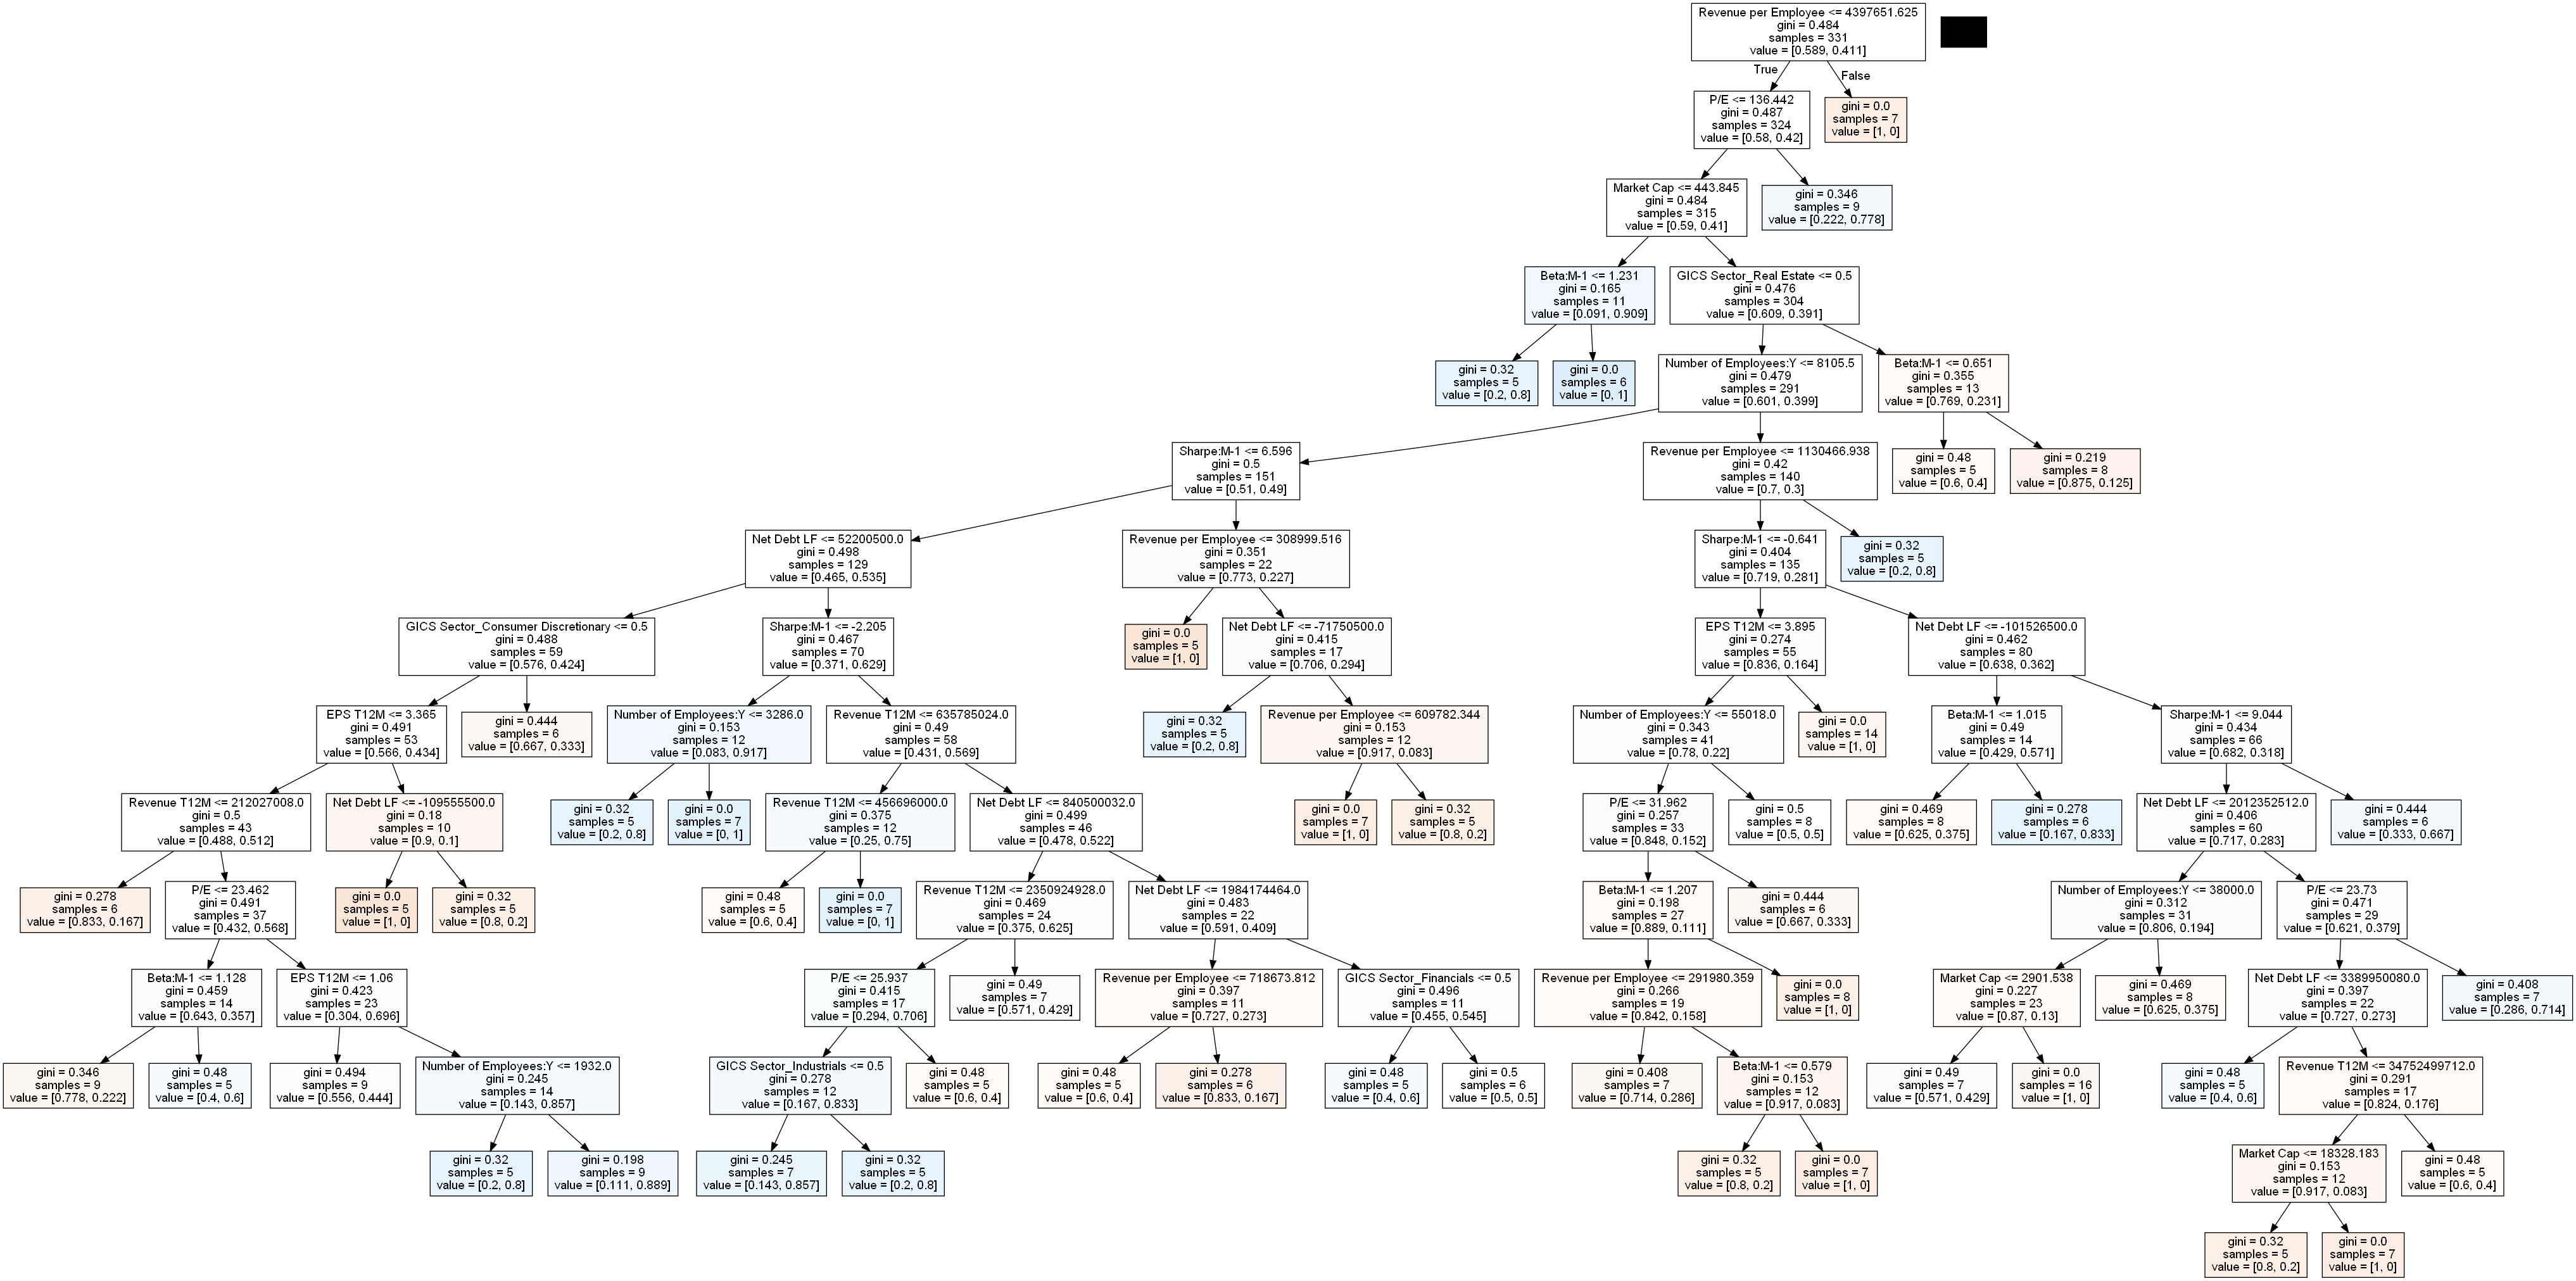 Revenue per Employee <= 4397651.625
gini = 0.484
samples = 331
value = [0.589, 0.411]
True
False
P/E <= 136.442
gini = 0.487
samples = 324
value = [0.58, 0.42]
gini = 0.0
samples = 7
value = [1, 0]
Market Cap <= 443.845
gini = 0.484
samples = 315
value = [0.59, 0.41]
gini = 0.346
samples = 9
value = [0.222, 0.778]
Beta:M-1 <= 1.231
gini = 0.165
samples = 11
value = [0.091, 0.909]
GICS Sector_Real Estate <= 0.5
gini = 0.476
samples = 304
value = [0.609, 0.391]
gini = 0.32
samples = 5
value = [0.2, 0.8]
gini = 0.0
samples = 6
value = [0, 1]
Number of Employees:Y <= 8105.5
gini = 0.479
samples = 291
value = [0.601, 0.399]
Beta:M-1 <= 0.651
gini = 0.355
samples = 13
value = [0.769, 0.231]
Sharpe:M-1 <= 6.596
gini = 0.5
samples = 151
value = [0.51, 0.49]
Revenue per Employee <= 1130466.938
gini = 0.42
samples = 140
value = [0.7, 0.3]
gini = 0.48
samples = 5
value = [0.6, 0.4]
gini = 0.219
samples = 8
value = [0.875, 0.125]
Net Debt LF <= 52200500.0
gini = 0.498
samples = 129
value = [0.465, 0.535]
Revenue per Employee <= 308999.516
gini = 0.351
samples = 22
value = [0.773, 0.227]
Sharpe:M-1 <= -0.641
gini = 0.404
samples = 135
value = [0.719, 0.281]
gini = 0.32
samples = 5
value = [0.2, 0.8]
GICS Sector_Consumer Discretionary <= 0.5
gini = 0.488
samples = 59
value = [0.576, 0.424]
Sharpe:M-1 <= -2.205
gini = 0.467
samples = 70
value = [0.371, 0.629]
gini = 0.0
samples = 5
value = [1, 0]
Net Debt LF <= -71750500.0
gini = 0.415
samples = 17
value = [0.706, 0.294]
EPS T12M <= 3.895
gini = 0.274
samples = 55
value = [0.836, 0.164]
Net Debt LF <= -101526500.0
gini = 0.462
samples = 80
value = [0.638, 0.362]
EPS T12M <= 3.365
gini = 0.491
samples = 53
value = [0.566, 0.434]
gini = 0.444
samples = 6
value = [0.667, 0.333]
Number of Employees:Y <= 3286.0
gini = 0.153
samples = 12
value = [0.083, 0.917]
Revenue T12M <= 635785024.0
gini = 0.49
samples = 58
value = [0.431, 0.569]
gini = 0.32
samples = 5
value = [0.2, 0.8]
Revenue per Employee <= 609782.344
gini = 0.153
samples = 12
value = [0.917, 0.083]
Number of Employees:Y <= 55018.0
gini = 0.343
samples = 41
value = [0.78, 0.22]
gini = 0.0
samples = 14
value = [1, 0]
Beta:M-1 <= 1.015
gini = 0.49
samples = 14
value = [0.429, 0.571]
Sharpe:M-1 <= 9.044
gini = 0.434
samples = 66
value = [0.682, 0.318]
Revenue T12M <= 212027008.0
gini = 0.5
samples = 43
value = [0.488, 0.512]
Net Debt LF <= -109555500.0
gini = 0.18
samples = 10
value = [0.9, 0.1]
gini = 0.32
samples = 5
value = [0.2, 0.8]
gini = 0.0
samples = 7
value = [0, 1]
Revenue T12M <= 456696000.0
gini = 0.375
samples = 12
value = [0.25, 0.75]
Net Debt LF <= 840500032.0
gini = 0.499
samples = 46
value = [0.478, 0.522]
gini = 0.0
samples = 7
value = [1, 0]
gini = 0.32
samples = 5
value = [0.8, 0.2]
P/E <= 31.962
gini = 0.257
samples = 33
value = [0.848, 0.152]
gini = 0.5
samples = 8
value = [0.5, 0.5]
gini = 0.469
samples = 8
value = [0.625, 0.375]
gini = 0.278
samples = 6
value = [0.167, 0.833]
Net Debt LF <= 2012352512.0
gini = 0.406
samples = 60
value = [0.717, 0.283]
gini = 0.444
samples = 6
value = [0.333, 0.667]
gini = 0.278
samples = 6
value = [0.833, 0.167]
P/E <= 23.462
gini = 0.491
samples = 37
value = [0.432, 0.568]
gini = 0.0
samples = 5
value = [1, 0]
gini = 0.32
samples = 5
value = [0.8, 0.2]
gini = 0.48
samples = 5
value = [0.6, 0.4]
gini = 0.0
samples = 7
value = [0, 1]
Revenue T12M <= 2350924928.0
gini = 0.469
samples = 24
value = [0.375, 0.625]
Net Debt LF <= 1984174464.0
gini = 0.483
samples = 22
value = [0.591, 0.409]
Beta:M-1 <= 1.207
gini = 0.198
samples = 27
value = [0.889, 0.111]
gini = 0.444
samples = 6
value = [0.667, 0.333]
Number of Employees:Y <= 38000.0
gini = 0.312
samples = 31
value = [0.806, 0.194]
P/E <= 23.73
gini = 0.471
samples = 29
value = [0.621, 0.379]
Beta:M-1 <= 1.128
gini = 0.459
samples = 14
value = [0.643, 0.357]
EPS T12M <= 1.06
gini = 0.423
samples = 23
value = [0.304, 0.696]
P/E <= 25.937
gini = 0.415
samples = 17
value = [0.294, 0.706]
gini = 0.49
samples = 7
value = [0.571, 0.429]
Revenue per Employee <= 718673.812
gini = 0.397
samples = 11
value = [0.727, 0.273]
GICS Sector_Financials <= 0.5
gini = 0.496
samples = 11
value = [0.455, 0.545]
Revenue per Employee <= 291980.359
gini = 0.266
samples = 19
value = [0.842, 0.158]
gini = 0.0
samples = 8
value = [1, 0]
Market Cap <= 2901.538
gini = 0.227
samples = 23
value = [0.87, 0.13]
gini = 0.469
samples = 8
value = [0.625, 0.375]
Net Debt LF <= 3389950080.0
gini = 0.397
samples = 22
value = [0.727, 0.273]
gini = 0.408
samples = 7
value = [0.286, 0.714]
gini = 0.346
samples = 9
value = [0.778, 0.222]
gini = 0.48
samples = 5
value = [0.4, 0.6]
gini = 0.494
samples = 9
value = [0.556, 0.444]
Number of Employees:Y <= 1932.0
gini = 0.245
samples = 14
value = [0.143, 0.857]
GICS Sector_Industrials <= 0.5
gini = 0.278
samples = 12
value = [0.167, 0.833]
gini = 0.48
samples = 5
value = [0.6, 0.4]
gini = 0.48
samples = 5
value = [0.6, 0.4]
gini = 0.278
samples = 6
value = [0.833, 0.167]
gini = 0.48
samples = 5
value = [0.4, 0.6]
gini = 0.5
samples = 6
value = [0.5, 0.5]
gini = 0.408
samples = 7
value = [0.714, 0.286]
Beta:M-1 <= 0.579
gini = 0.153
samples = 12
value = [0.917, 0.083]
gini = 0.49
samples = 7
value = [0.571, 0.429]
gini = 0.0
samples = 16
value = [1, 0]
gini = 0.48
samples = 5
value = [0.4, 0.6]
Revenue T12M <= 34752499712.0
gini = 0.291
samples = 17
value = [0.824, 0.176]
gini = 0.32
samples = 5
value = [0.2, 0.8]
gini = 0.198
samples = 9
value = [0.111, 0.889]
gini = 0.245
samples = 7
value = [0.143, 0.857]
gini = 0.32
samples = 5
value = [0.2, 0.8]
gini = 0.32
samples = 5
value = [0.8, 0.2]
gini = 0.0
samples = 7
value = [1, 0]
Market Cap <= 18328.183
gini = 0.153
samples = 12
value = [0.917, 0.083]
gini = 0.48
samples = 5
value = [0.6, 0.4]
gini = 0.32
samples = 5
value = [0.8, 0.2]
gini = 0.0
samples = 7
value = [1, 0]